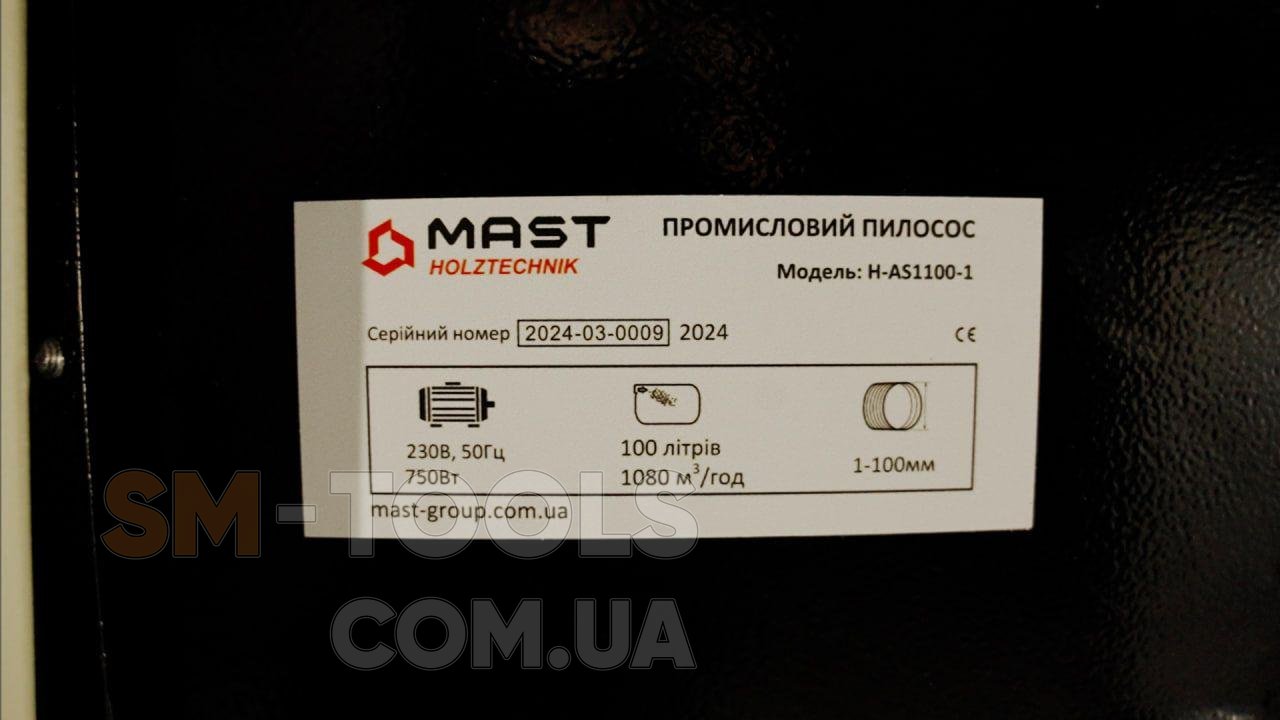 MAST
HOLZTECHNIK
ПРОМИСЛОВИЙ ПИЛОСОС
Модель: H-AS1100-1
Серійний номер 2024-03-0009 2024
CE
230В, 50Гц
750Вт
100 літрів
1080 м³/год
1-100мм
mast-group.com.ua
SM-TOOLS
COM.UA